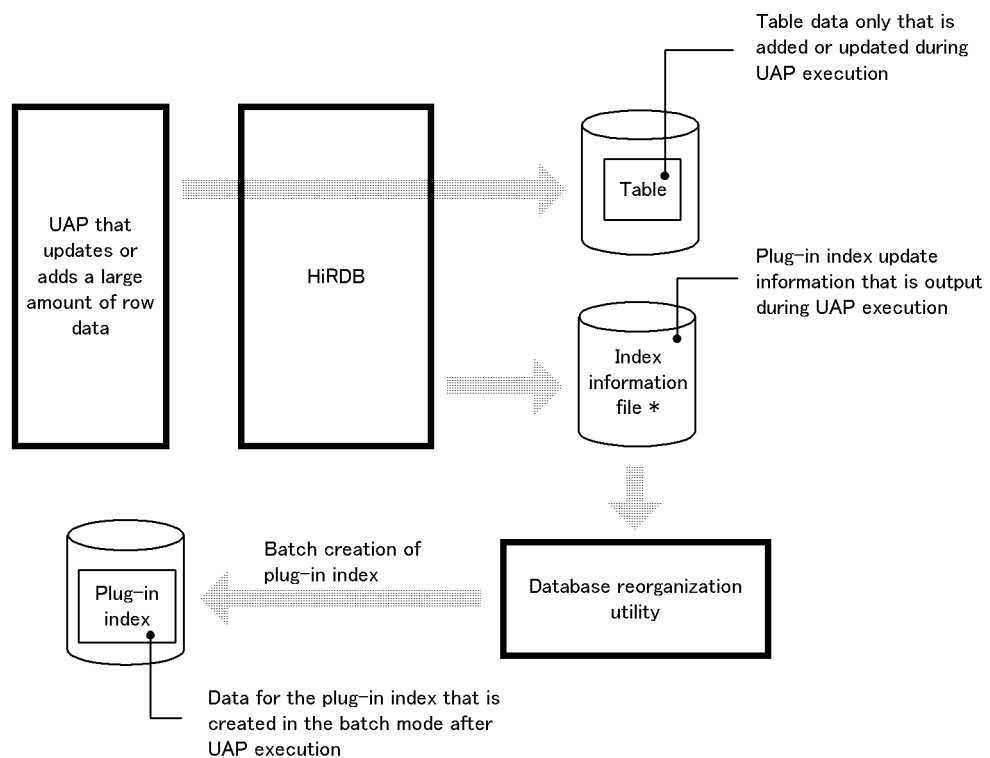 Table data only that is
added or updated during
UAP execution
UAP that
updates or
adds a large
amount of row
data
HiRDB
Table
Plug-in index update
information that is output
during UAP execution
Index
information
file *
Batch creation of
plug-in index
Database reorganization
utility
Plug-in
index
Data for the plug-in index that is
created in the batch mode after
UAP execution